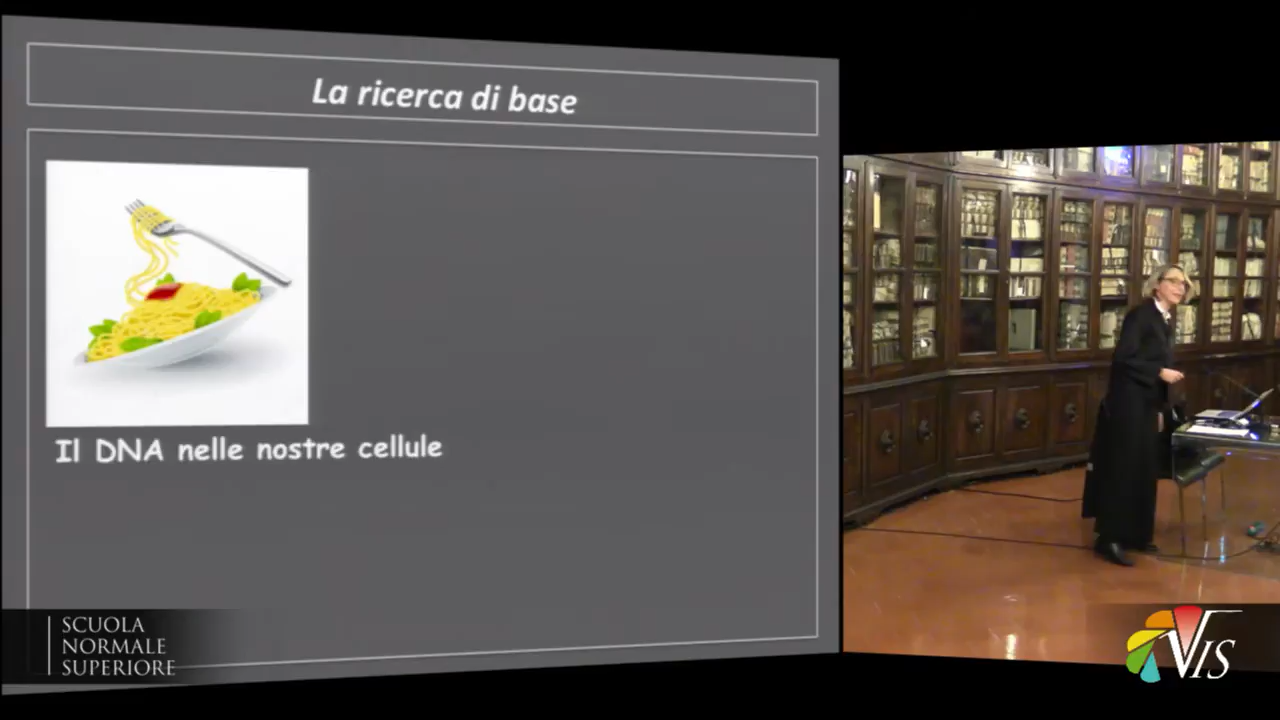 La ricerca di base
Il DNA nelle nostre cellule
SCUOLA
NORMALE
SUPERIORE
VIS